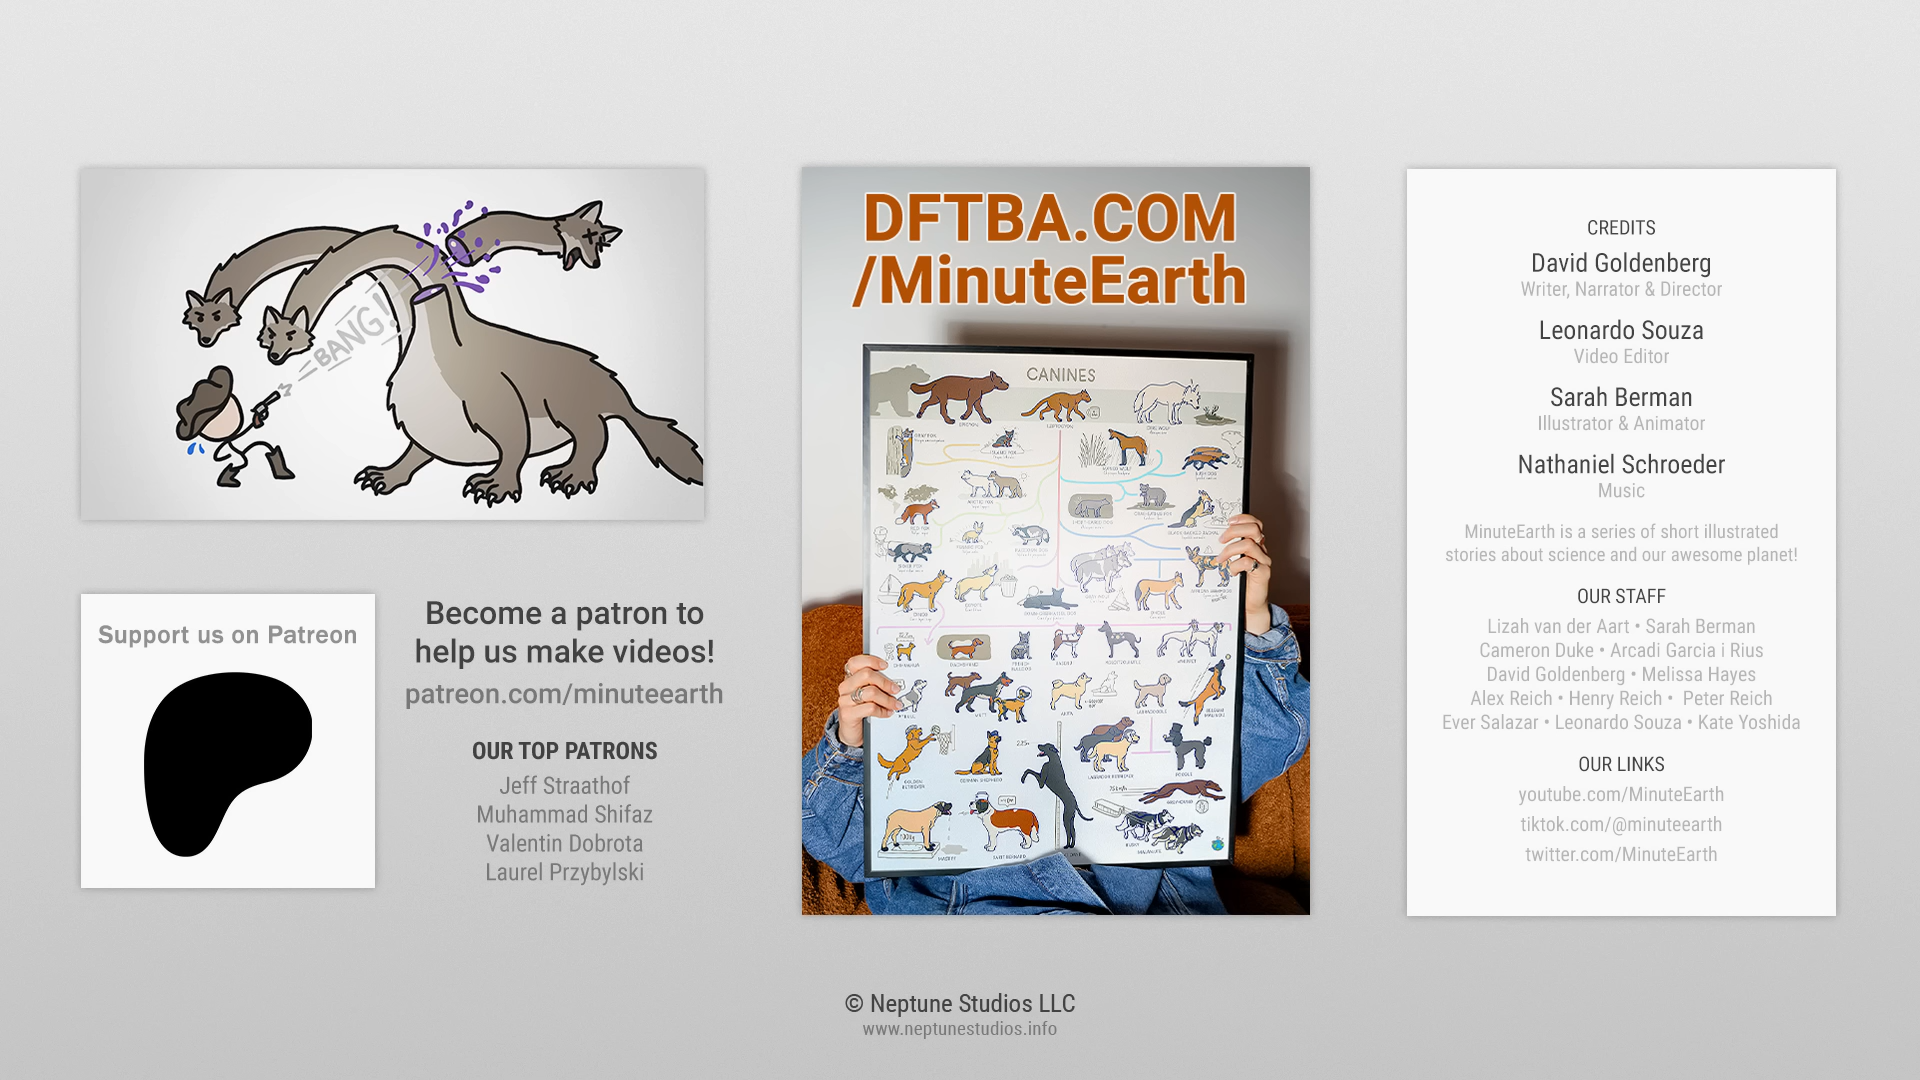 BANG!
Support us on Patreon
Become a patron to
help us make videos!
patreon.com/minuteearth
OUR TOP PATRONS
Jeff Straathof
Muhammad Shifaz
Valentin Dobrota
Laurel Przybylski
DFTBA.COM
/MinuteEarth
CANINES
CREDITS
David Goldenberg
Writer, Narrator & Director
Leonardo Souza
Video Editor
Sarah Berman
Illustrator & Animator
Nathaniel Schroeder
Music
MinuteEarth is a series of short illustrated
stories about science and our awesome planet!
OUR STAFF
Lizah van der Aart • Sarah Berman
Cameron Duke • Arcadi Garcia i Rius
David Goldenberg • Melissa Hayes
Alex Reich • Henry Reich • Peter Reich
Ever Salazar • Leonardo Souza • Kate Yoshida
OUR LINKS
youtube.com/MinuteEarth
tiktok.com/@minuteearth
twitter.com/MinuteEarth
© Neptune Studios LLC
www.neptunestudios.info